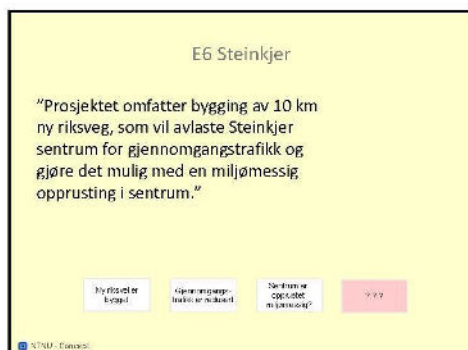 E6 Steinkjer
”Prosjektet omfatter bygging av 10 km
ny riksveg, som vil avlaste Steinkjer
sentrum for gjennomgangstrafikk og
gjøre det mulig med en miljømessig
opprusting i sentrum.”
Ny riksvei er
bygget
Gjennomgangs-
trafikk er redusert
Sentrum er
opprustet
miljømessig?
? ? ?
NTNU - Concept